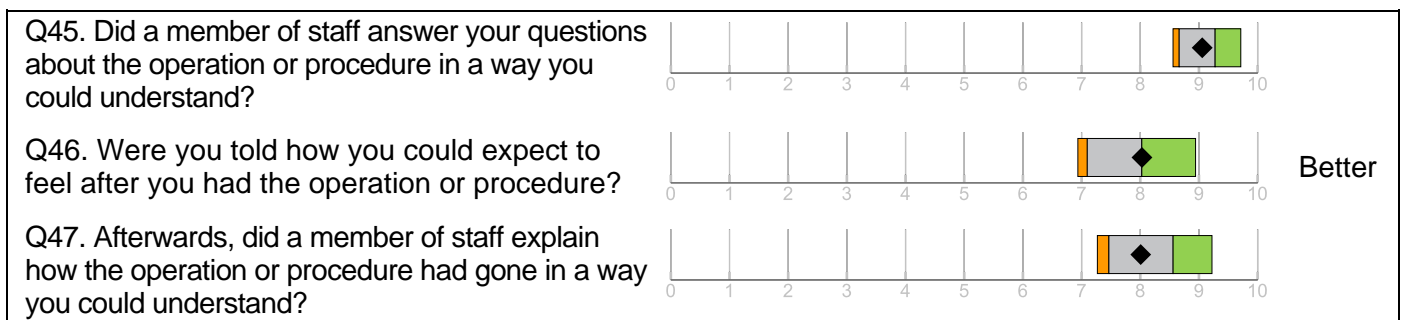 Q45. Did a member of staff answer your questions
about the operation or procedure in a way you
could understand?
0 1 2 3 4 5 6 7 8 9 10
Q46. Were you told how you could expect to
feel after you had the operation or procedure?
0 1 2 3 4 5 6 7 8 9 10
Better
Q47. Afterwards, did a member of staff explain
how the operation or procedure had gone in a way
you could understand?
0 1 2 3 4 5 6 7 8 9 10